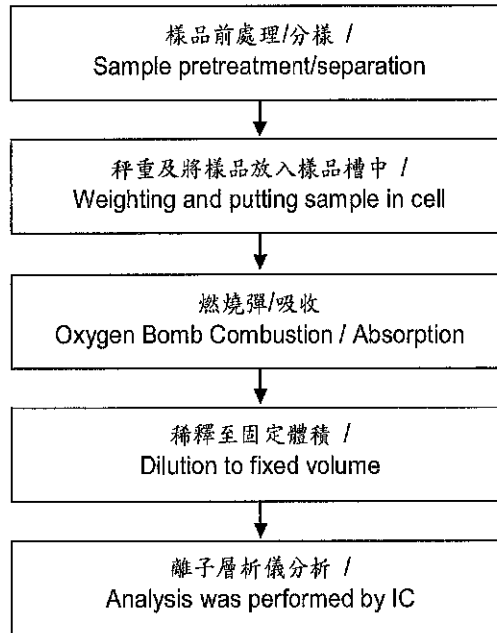 樣品前處理/分樣 /
Sample pretreatment/separation
秤重及將樣品放入樣品槽中 /
Weighting and putting sample in cell
燃燒彈/吸收
Oxygen Bomb Combustion / Absorption
稀釋至固定體積 /
Dilution to fixed volume
離子層析儀分析 /
Analysis was performed by IC